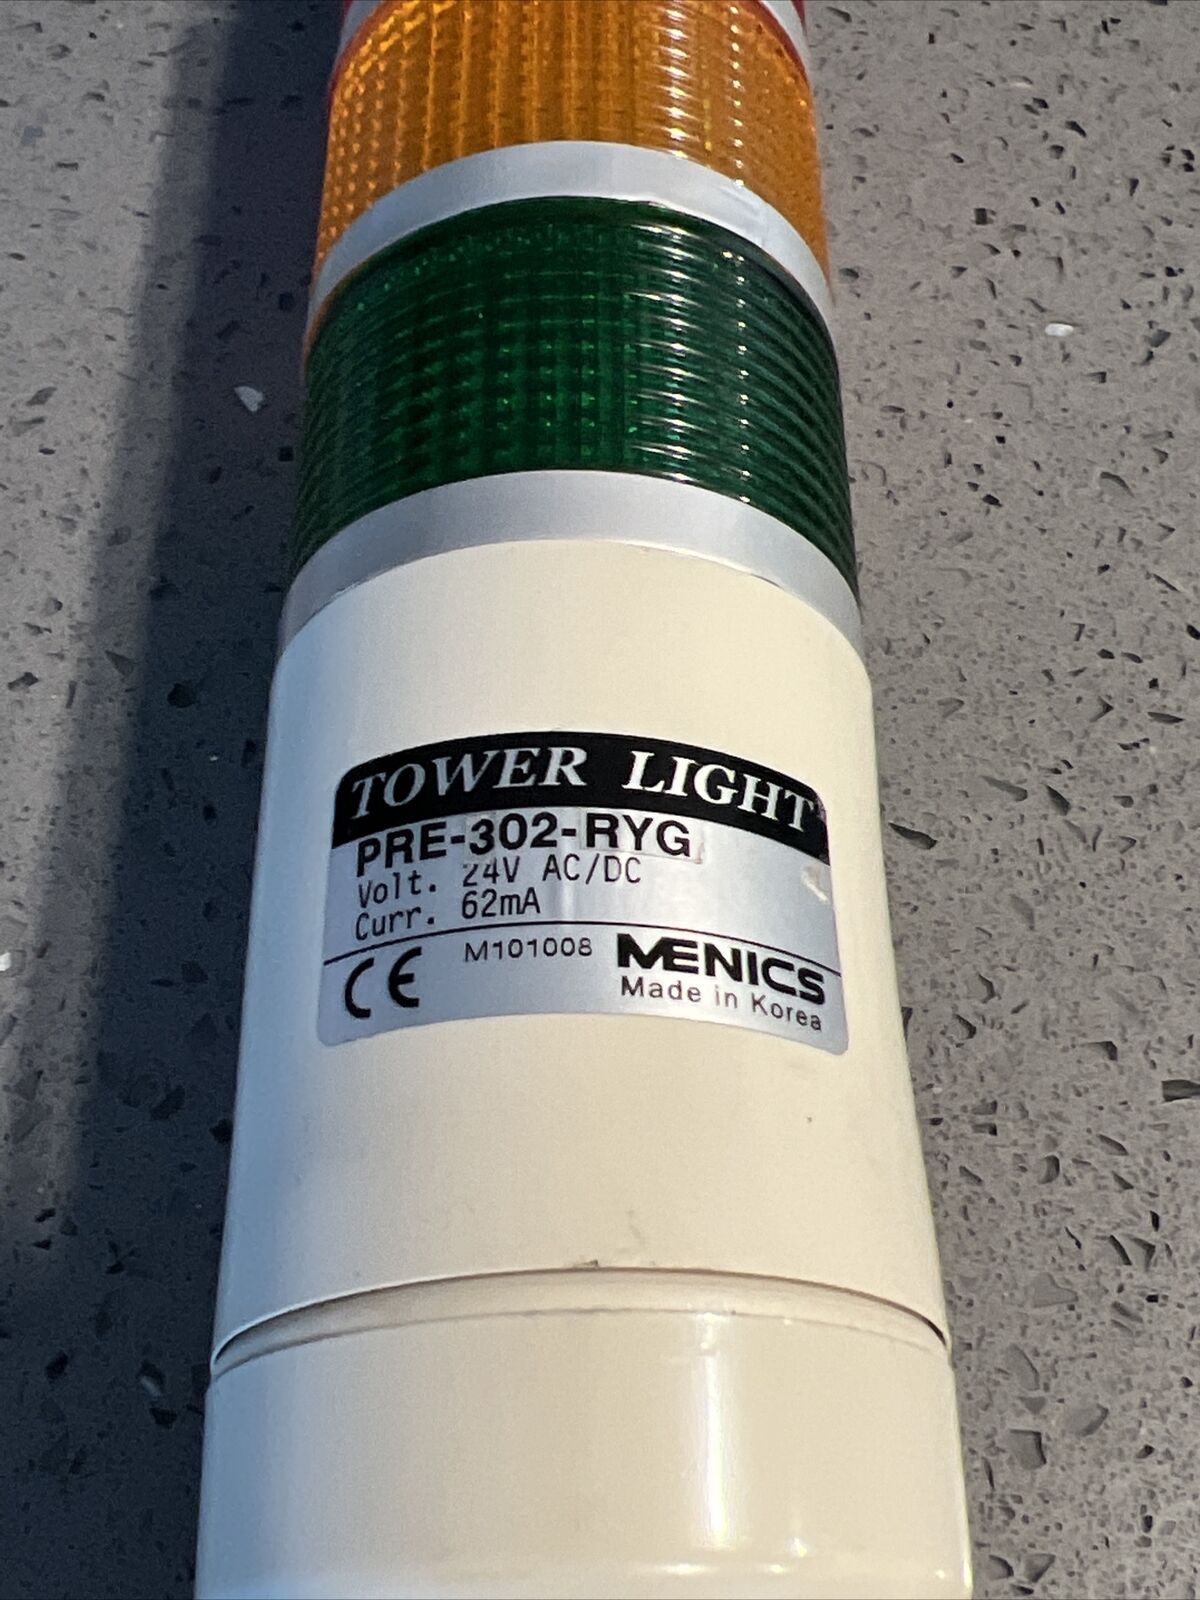 TOWER LIGHT
PRE-302-RYG
Volt. 24V AC/DC
Curr. 62mA
CE M101008 MENICS
Made in Korea